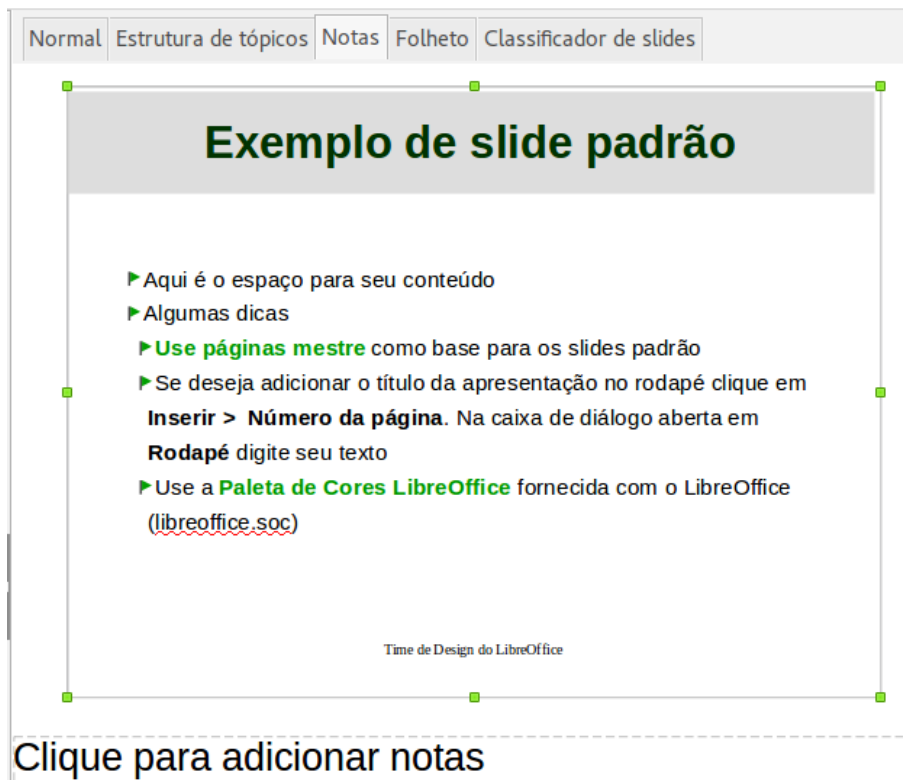 Normal Estrutura de tópicos Notas Folheto Classificador de slides
Exemplo de slide padrão
Aqui é o espaço para seu conteúdo
Algumas dicas
Use páginas mestre como base para os slides padrão
Se deseja adicionar o título da apresentação no rodapé clique em
Inserir > Número da página. Na caixa de diálogo aberta em
Rodapé digite seu texto
Use a Paleta de Cores LibreOffice fornecida com o LibreOffice
(libreoffice.soc)
Time de Design do LibreOffice
Clique para adicionar notas